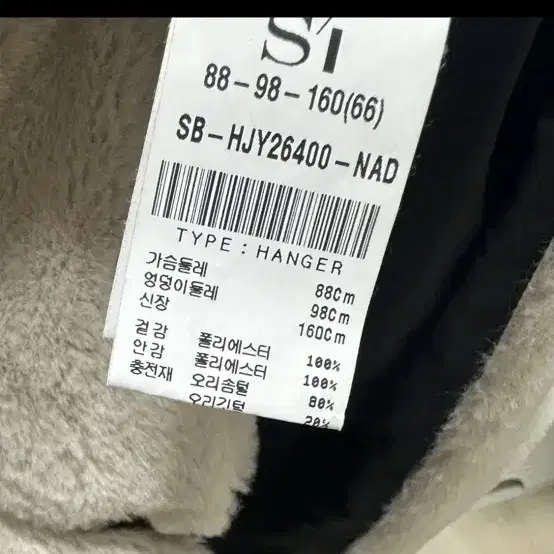 S'i
88-98-160(66)
SB-HJY26400-NAD
TYPE : HANGER
가슴둘레 88Cm
엉덩이둘레 98Cm
신장 160Cm
겉감 폴리에스터 100%
안감 폴리에스터 100%
충전재 오리솜털 80%
오리깃털 20%